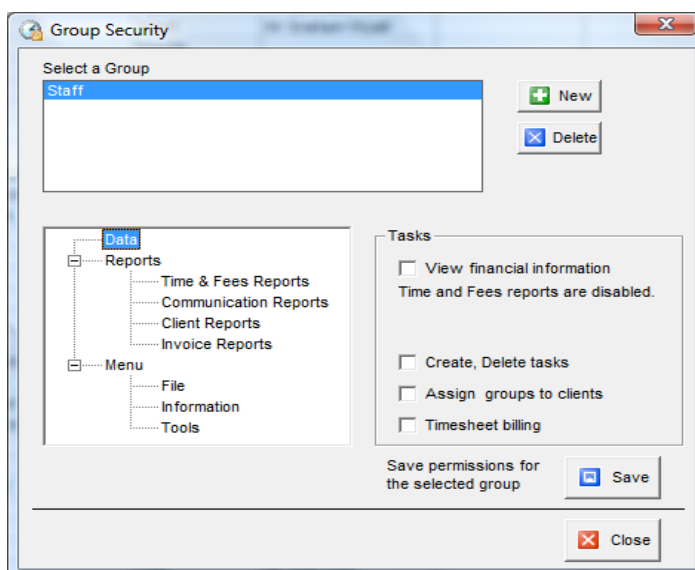 Group Security
Select a Group
Staff
New
Delete
Data
Reports
Time & Fees Reports
Communication Reports
Client Reports
Invoice Reports
Menu
File
Information
Tools
Tasks
View financial information
Time and Fees reports are disabled.
Create, Delete tasks
Assign groups to clients
Timesheet billing
Save permissions for
the selected group
Save
Close